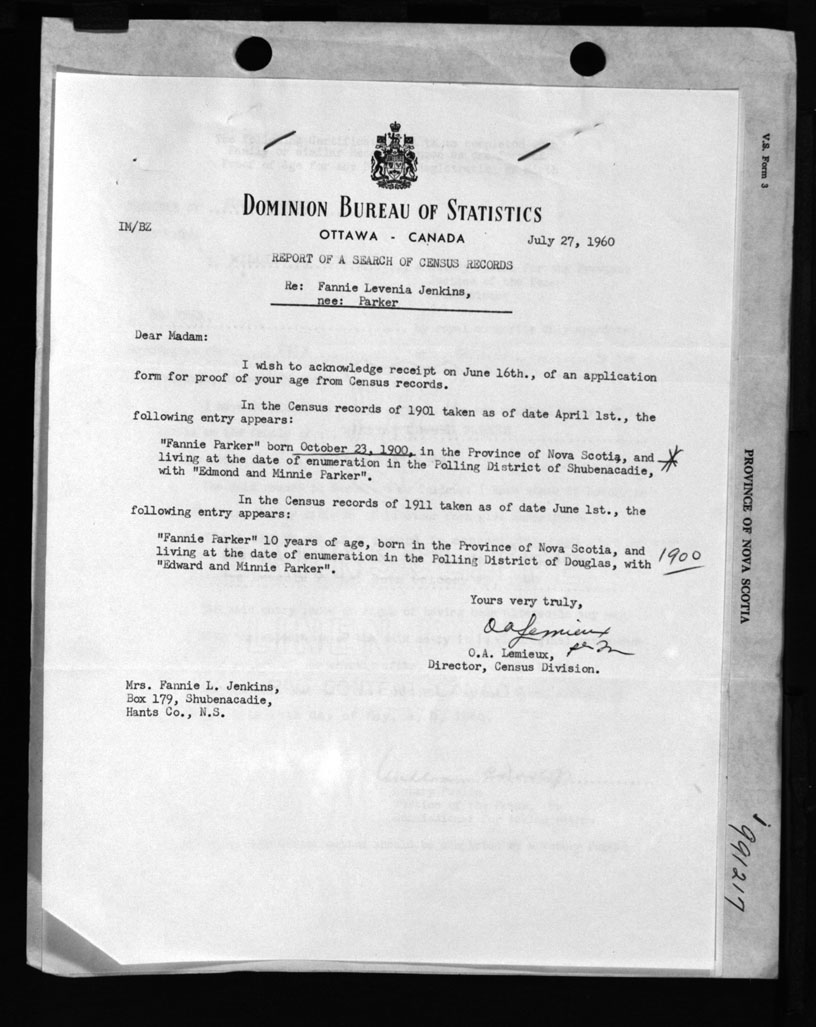 V.S. Form 3
DOMINION BUREAU OF STATISTICS
OTTAWA - CANADA
IM/BZ
July 27, 1960
REPORT OF A SEARCH OF CENSUS RECORDS
Re: Fannie Levenia Jenkins,
nee: Parker
Dear Madam:
I wish to acknowledge receipt on June 16th., of an application
form for proof of your age from Census records.
In the Census records of 1901 taken as of date April 1st., the
following entry appears:
"Fannie Parker" born October 23, 1900, in the Province of Nova Scotia, and
living at the date of enumeration in the Polling District of Shubenacadie,
with "Edmond and Minnie Parker".
In the Census records of 1911 taken as of date June 1st., the
following entry appears:
"Fannie Parker" 10 years of age, born in the Province of Nova Scotia, and
living at the date of enumeration in the Polling District of Douglas, with
"Edward and Minnie Parker".
1900
Yours very truly,
OA Lemieux
O.A. Lemieux,
Director, Census Division.
Mrs. Fannie L. Jenkins,
Box 179, Shubenacadie,
Hants Co., N.S.
PROVINCE OF NOVA SCOTIA
991217